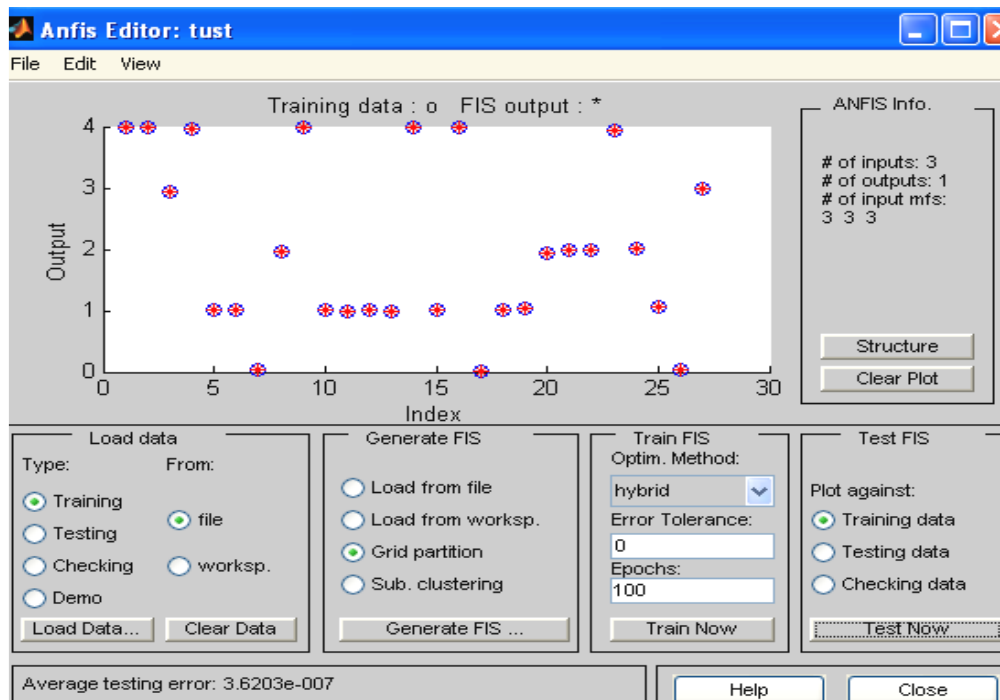 Anfis Editor: tust
File Edit View
Training data : o FIS output : *
4
3
2
1
0
Output
0 5 10 15 20 25 30
Index
ANFIS Info.
# of inputs: 3
# of outputs: 1
# of input mfs:
3 3 3
Structure
Clear Plot
Load data
Type: From:
Training
Testing
Checking
Demo
file
worksp.
Load Data... Clear Data
Generate FIS
Load from file
Load from worksp.
Grid partition
Sub. clustering
Generate FIS ...
Train FIS
Optim. Method:
hybrid
Error Tolerance:
0
Epochs:
100
Train Now
Test FIS
Plot against:
Training data
Testing data
Checking data
Test Now
Average testing error: 3.6203e-007
Help Close